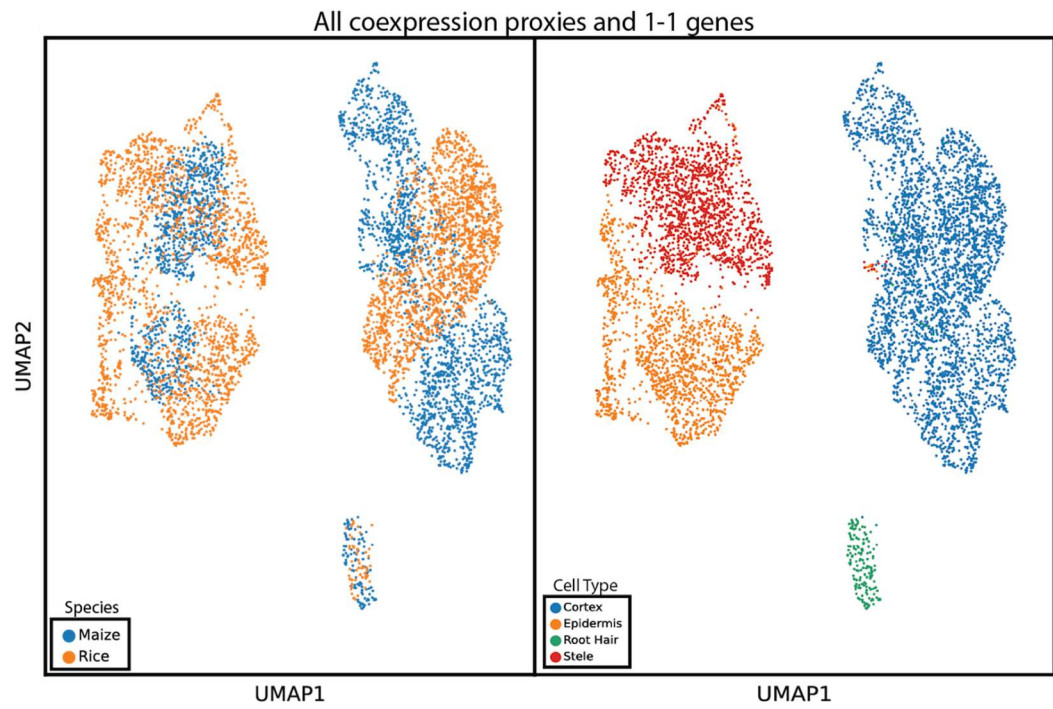 All coexpression proxies and 1-1 genes
UMAP2
Species
Maize
Rice
UMAP1
Cell Type
Cortex
Epidermis
Root Hair
Stele
UMAP1